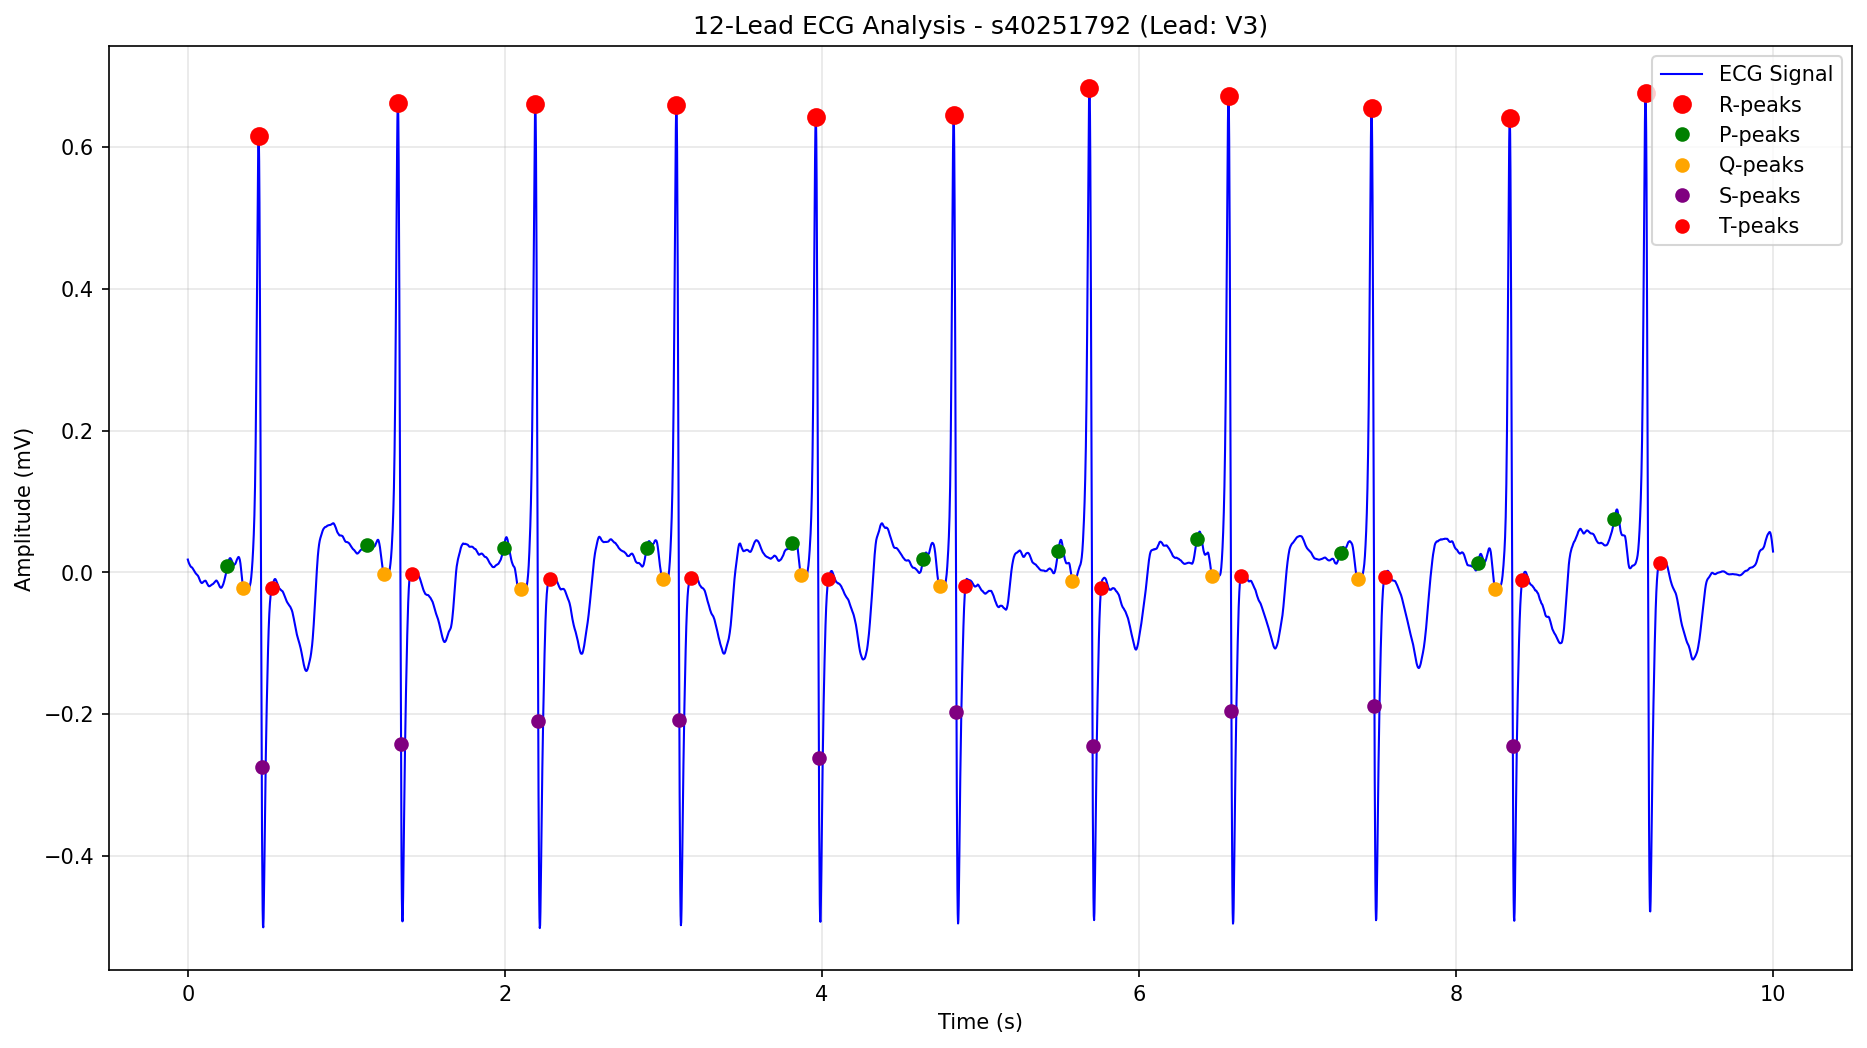 12-Lead ECG Analysis - s40251792 (Lead: V3)
ECG Signal
R-peaks
P-peaks
Q-peaks
S-peaks
T-peaks
Amplitude (mV)
0.6
0.4
0.2
0.0
−0.2
−0.4
0 2 4 6 8 10
Time (s)